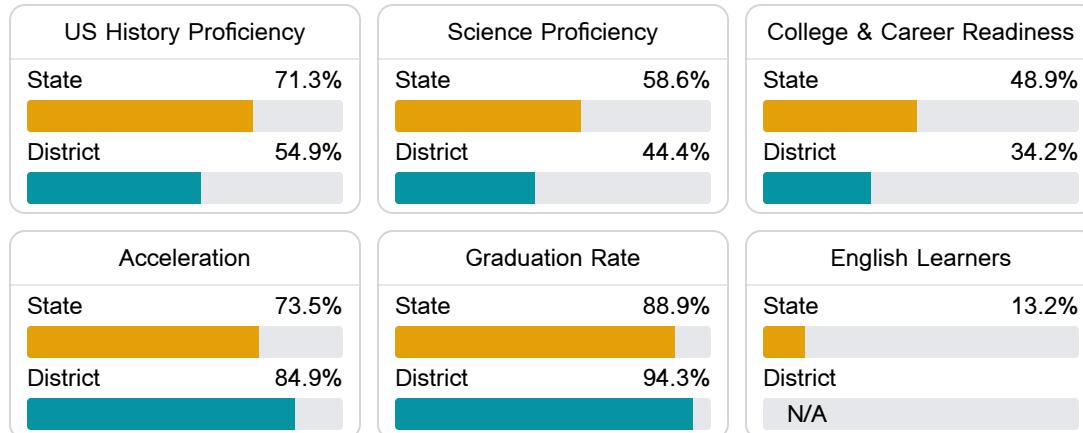 US History Proficiency
State 71.3%
District 54.9%
Science Proficiency
State 58.6%
District 44.4%
College & Career Readiness
State 48.9%
District 34.2%
Acceleration
State 73.5%
District 84.9%
Graduation Rate
State 88.9%
District 94.3%
English Learners
State 13.2%
District
N/A